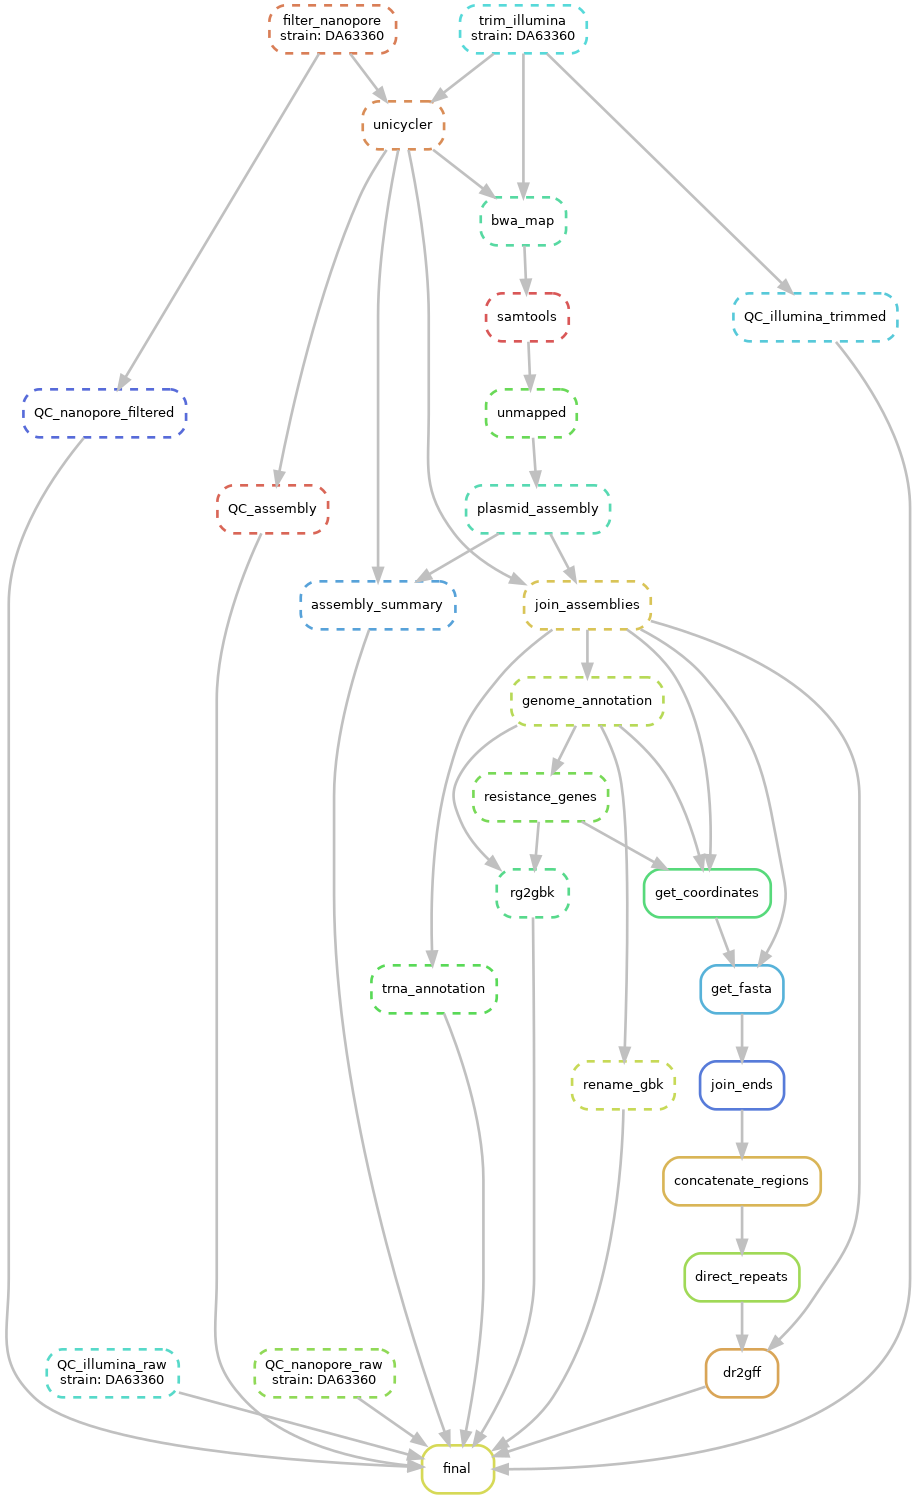 filter_nanopore
strain: DA63360
trim_illumina
strain: DA63360
unicycler
bwa_map
samtools
QC_illumina_trimmed
QC_nanopore_filtered
unmapped
QC_assembly
plasmid_assembly
assembly_summary
join_assemblies
genome_annotation
resistance_genes
rg2gbk
get_coordinates
trna_annotation
get_fasta
rename_gbk
join_ends
concatenate_regions
direct_repeats
QC_illumina_raw
strain: DA63360
QC_nanopore_raw
strain: DA63360
dr2gff
final